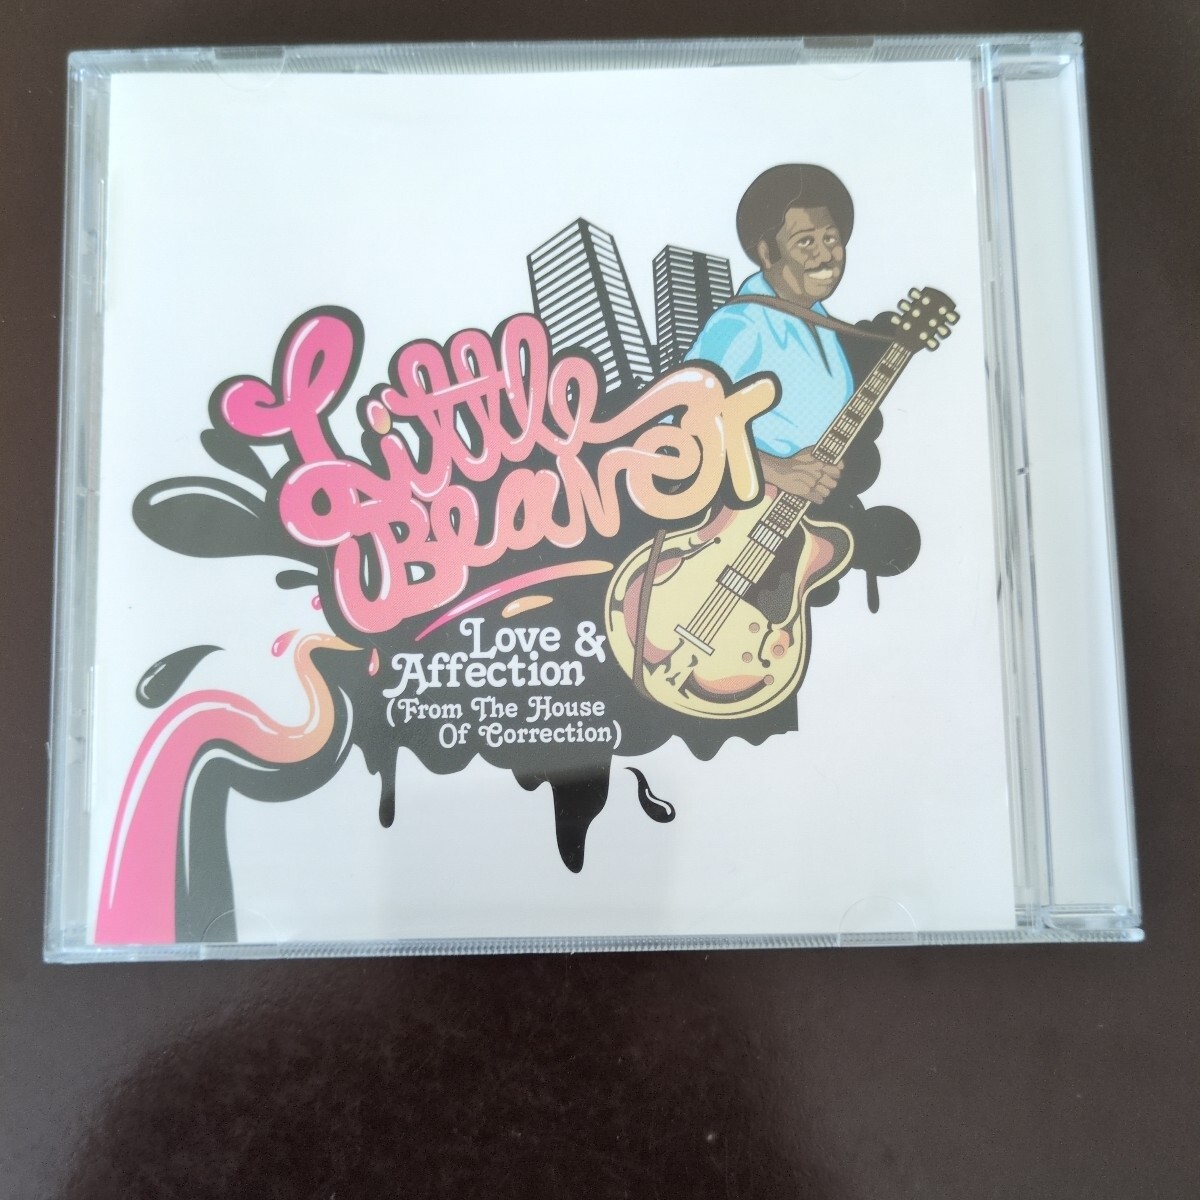 Little
Beaver
Love &
Affection
(From The House
Of Correction)